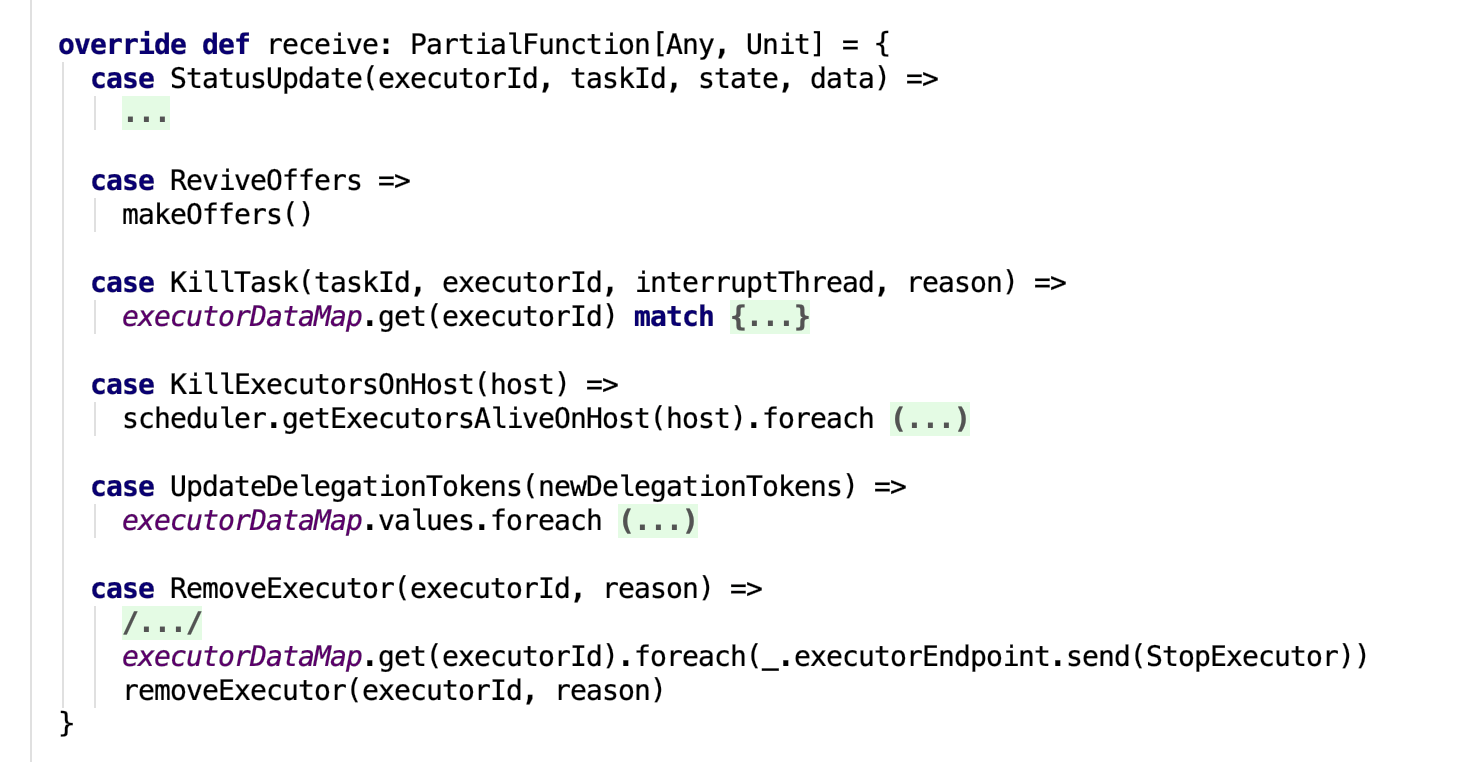 override def receive: PartialFunction[Any, Unit] = {
case StatusUpdate(executorId, taskId, state, data) =>
...
case ReviveOffers =>
makeOffers()
case KillTask(taskId, executorId, interruptThread, reason) =>
executorDataMap.get(executorId) match {...}
case KillExecutorsOnHost(host) =>
scheduler.getExecutorsAliveOnHost(host).foreach (...)
case UpdateDelegationTokens(newDelegationTokens) =>
executorDataMap.values.foreach (...)
case RemoveExecutor(executorId, reason) =>
/.../
executorDataMap.get(executorId).foreach(_.executorEndpoint.send(StopExecutor))
removeExecutor(executorId, reason)
}